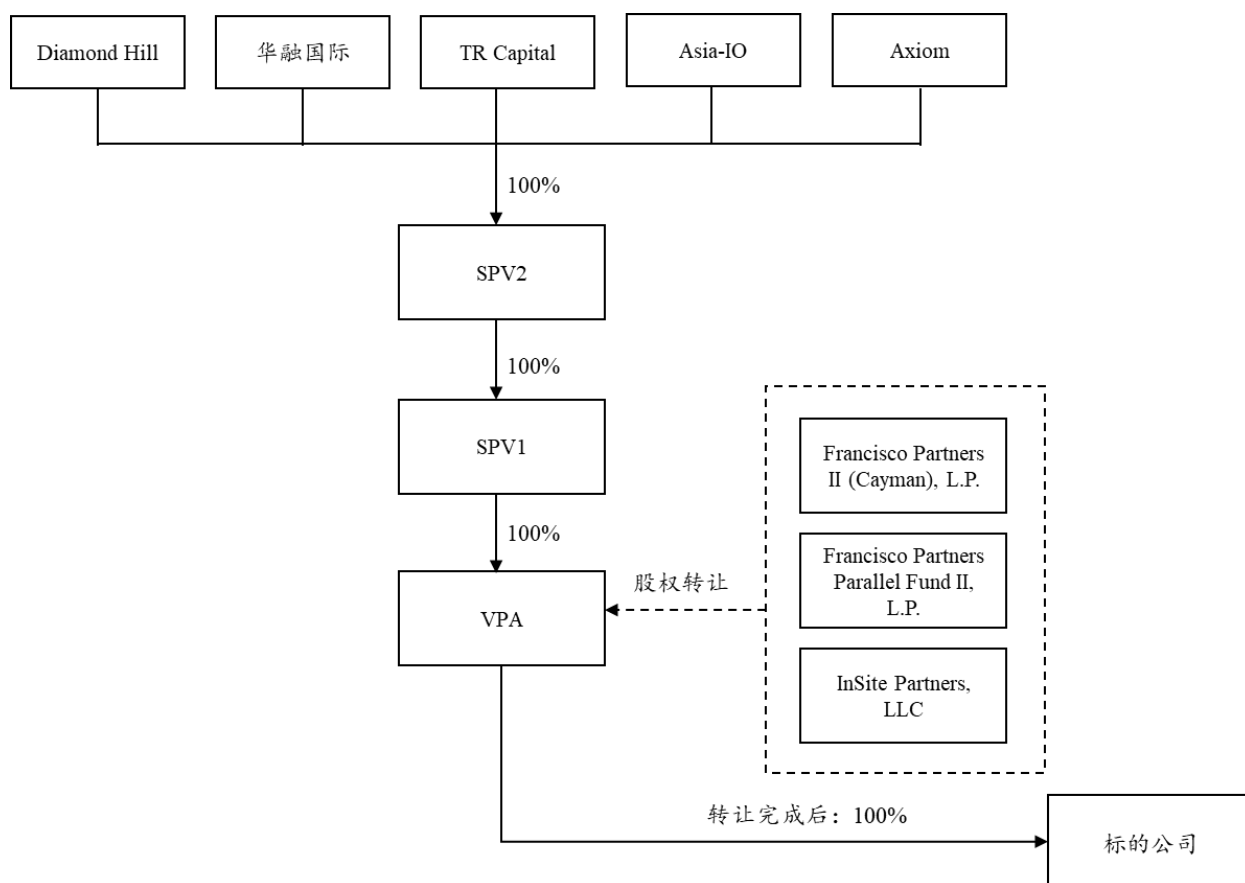 Diamond Hill
华融国际
TR Capital
Asia-IO
Axiom
100%
SPV2
100%
SPV1
100%
VPA
股权转让
Francisco Partners
II (Cayman), L.P.
Francisco Partners
Parallel Fund II,
L.P.
InSite Partners,
LLC
转让完成后：100%
标的公司